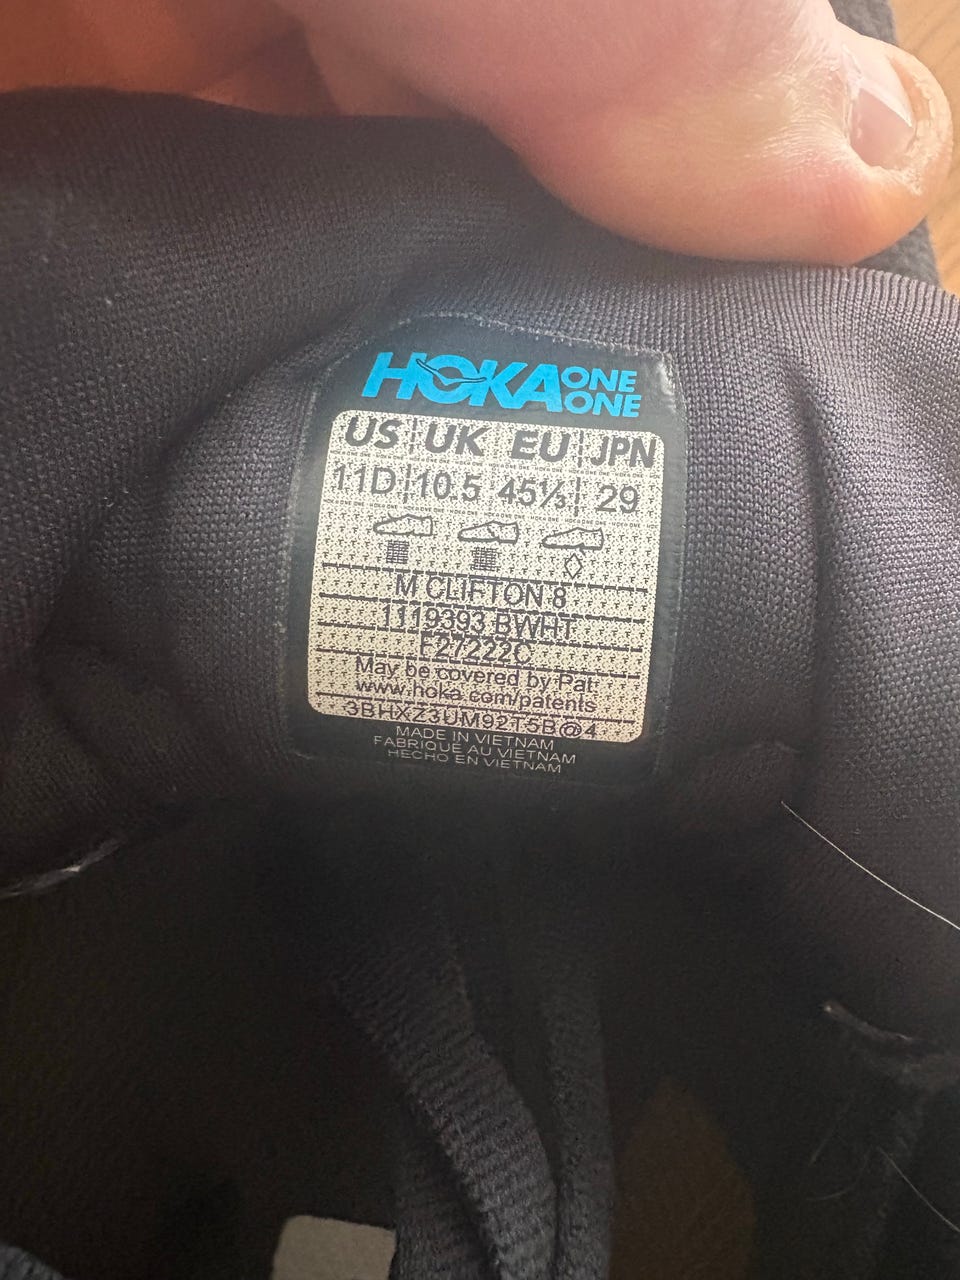 HOKA ONE ONE
US UK EU JPN
11D 10.5 45⅓ 29
M CLIFTON 8
1119393 BWHT
F27222C
May be covered by Pat:
www.hoka.com/patents
3BHXZ3UM92T5B@4
MADE IN VIETNAM
FABRIQUÉ AU VIETNAM
HECHO EN VIETNAM